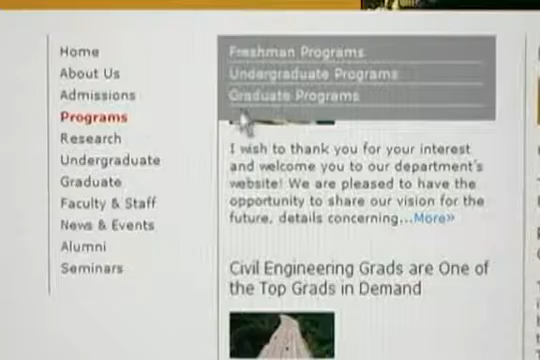 Home
About Us
Admissions
Programs
Research
Undergraduate
Graduate
Faculty & Staff
News & Events
Alumni
Seminars
Freshman Programs
Undergraduate Programs
Graduate Programs
I wish to thank you for your interest
and welcome you to our department's
website! We are pleased to have the
opportunity to share our vision for the
future, details concerning...More»
Civil Engineering Grads are One of
the Top Grads in Demand